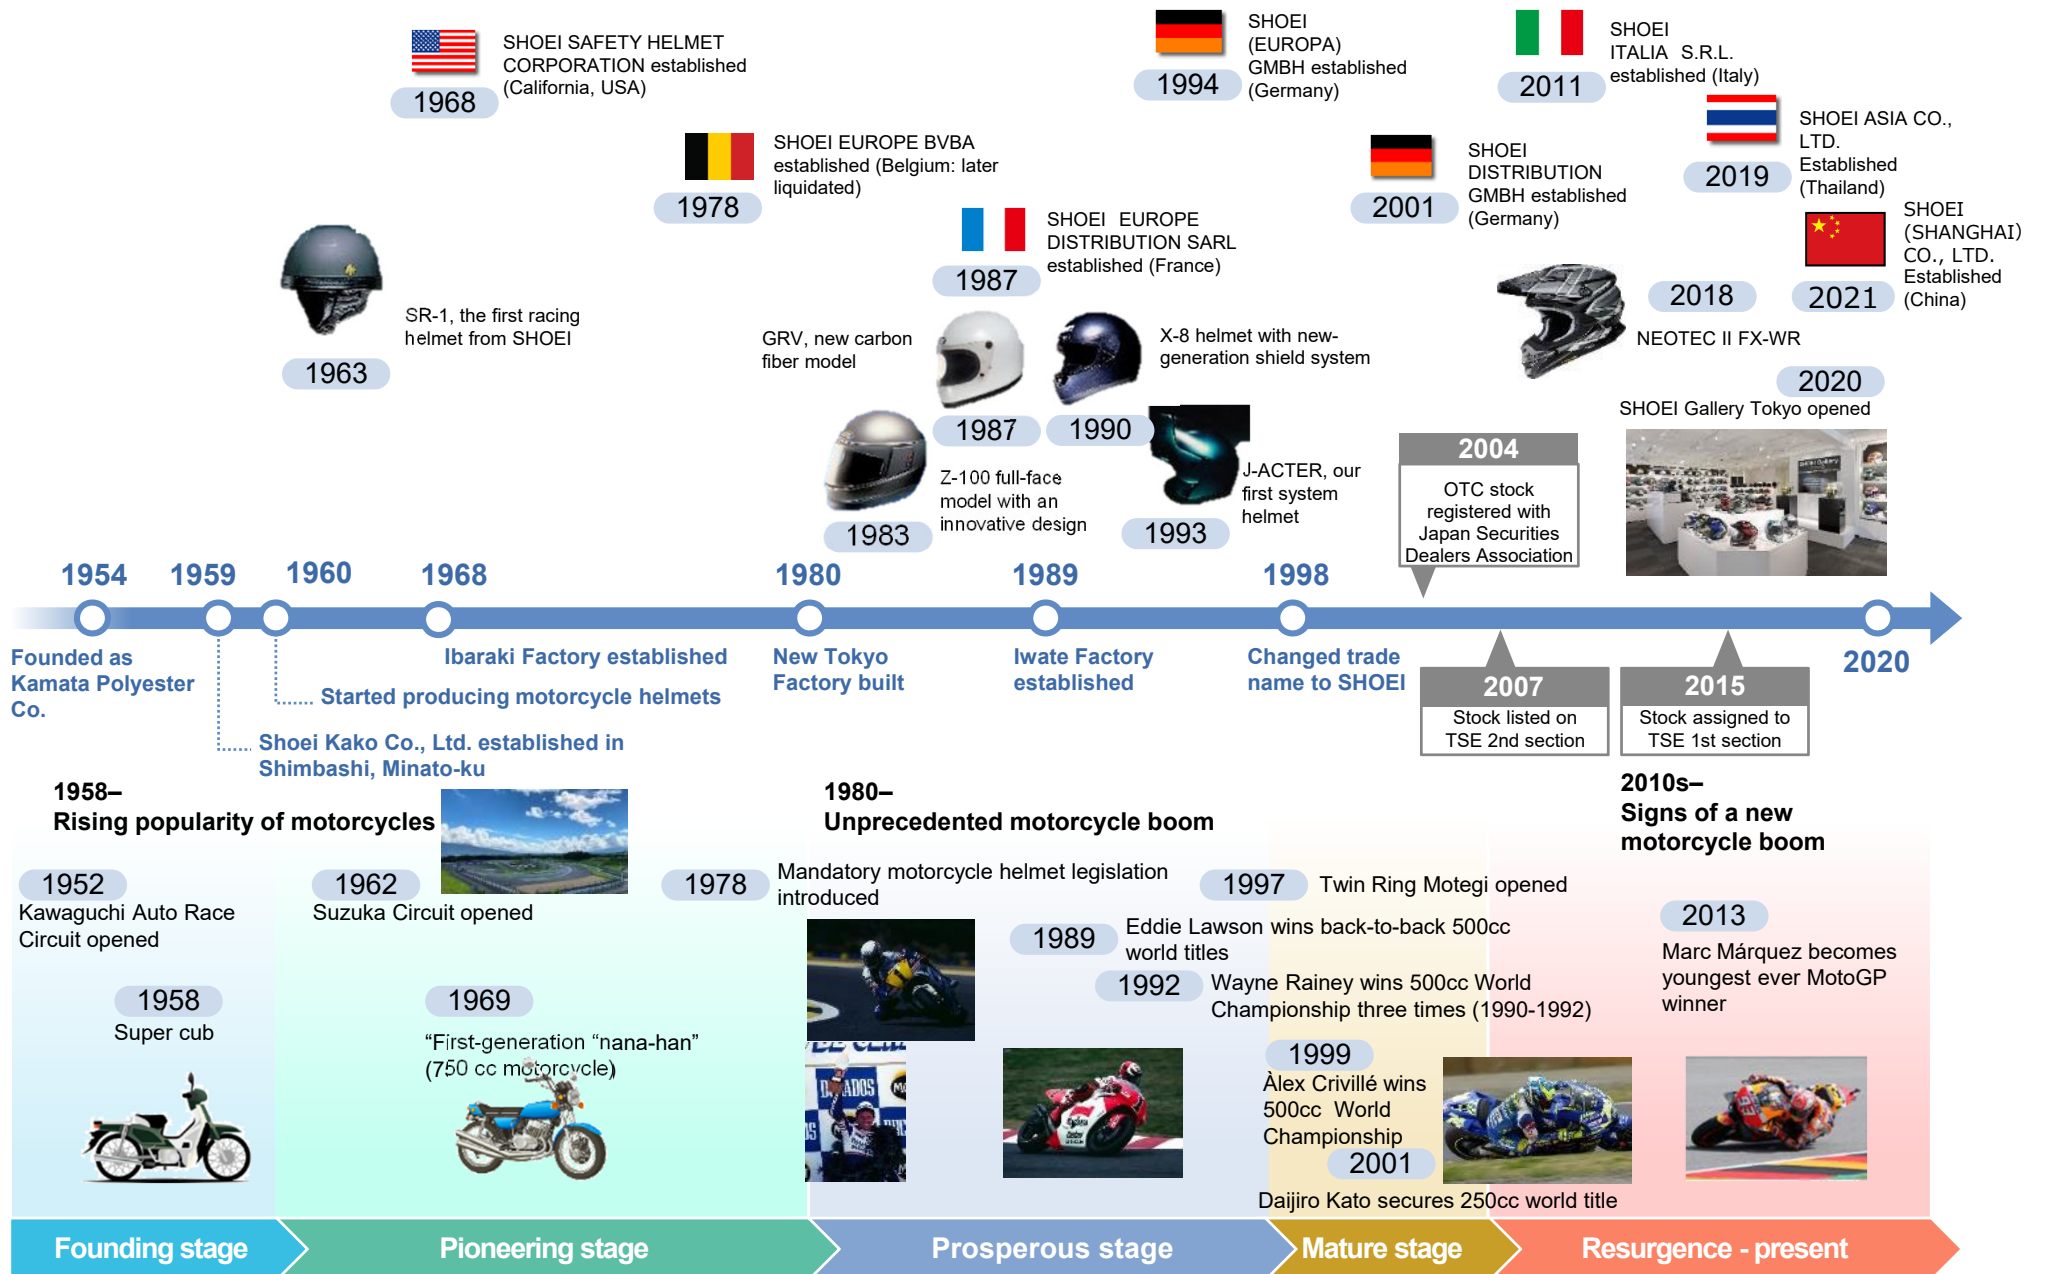 SHOEI SAFETY HELMET
CORPORATION established
(California, USA)
1968
SHOEI
(EUROPA)
GMBH established
(Germany)
1994
SHOEI
ITALIA S.R.L.
established (Italy)
2011
SHOEI EUROPE BVBA
established (Belgium: later
liquidated)
1978
SHOEI
DISTRIBUTION
GMBH established
(Germany)
2001
SHOEI ASIA CO.,
LTD.
Established
(Thailand)
2019
SHOEI EUROPE
DISTRIBUTION SARL
established (France)
1987
SHOEI
(SHANGHAI)
CO., LTD.
Established
(China)
2021
SR-1, the first racing
helmet from SHOEI
1963
GRV, new carbon
fiber model
1987
X-8 helmet with new-
generation shield system
1990
2018
NEOTEC II FX-WR
2020
SHOEI Gallery Tokyo opened
Z-100 full-face
model with an
innovative design
1983
J-ACTER, our
first system
helmet
1993
2004
OTC stock
registered with
Japan Securities
Dealers Association
1954
1959
1960
1968
1980
1989
1998
Founded as
Kamata Polyester
Co.
Ibaraki Factory established
Started producing motorcycle helmets
Shoei Kako Co., Ltd. established in
Shimbashi, Minato-ku
New Tokyo
Factory built
Iwate Factory
established
Changed trade
name to SHOEI
2007
Stock listed on
TSE 2nd section
2015
Stock assigned to
TSE 1st section
2020
1958–
Rising popularity of motorcycles
1980–
Unprecedented motorcycle boom
2010s–
Signs of a new
motorcycle boom
1952
Kawaguchi Auto Race
Circuit opened
1962
Suzuka Circuit opened
1978
Mandatory motorcycle helmet legislation
introduced
1997
Twin Ring Motegi opened
1958
Super cub
1969
“First-generation “nana-han”
(750 cc motorcycle)
1989
Eddie Lawson wins back-to-back 500cc
world titles
1992
Wayne Rainey wins 500cc World
Championship three times (1990-1992)
2013
Marc Márquez becomes
youngest ever MotoGP
winner
1999
Àlex Crivillé wins
500cc World
Championship
2001
Daijiro Kato secures 250cc world title
Founding stage
Pioneering stage
Prosperous stage
Mature stage
Resurgence - present